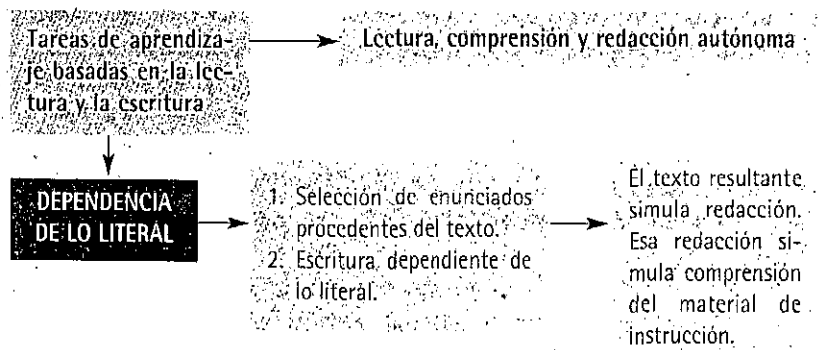 Tareas de aprendiza-
je basadas en la lec-
tura y la escritura
Lectura, comprensión y redacción autónoma
DEPENDENCIA
DE LO LITERAL
1. Selección de enunciados
procedentes del texto.
2. Escritura dependiente de
lo literal.
El texto resultante
simula redacción.
Esa redacción si-
mula comprensión
del material de
instrucción.